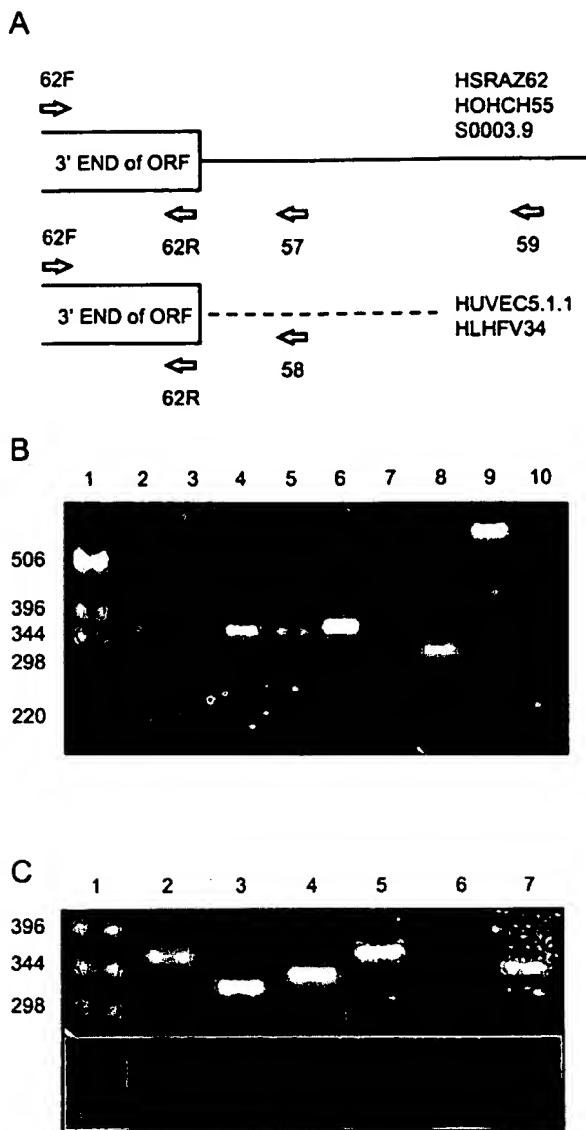 A
62F
HSRAZ62
HOHCH55
S0003.9
3' END of ORF
62R
57
59
62F
3' END of ORF
HUVEC5.1.1
HLHFV34
58
62R
B
1 2 3 4 5 6 7 8 9 10
506
396
344
298
220
C
1 2 3 4 5 6 7
396
344
298